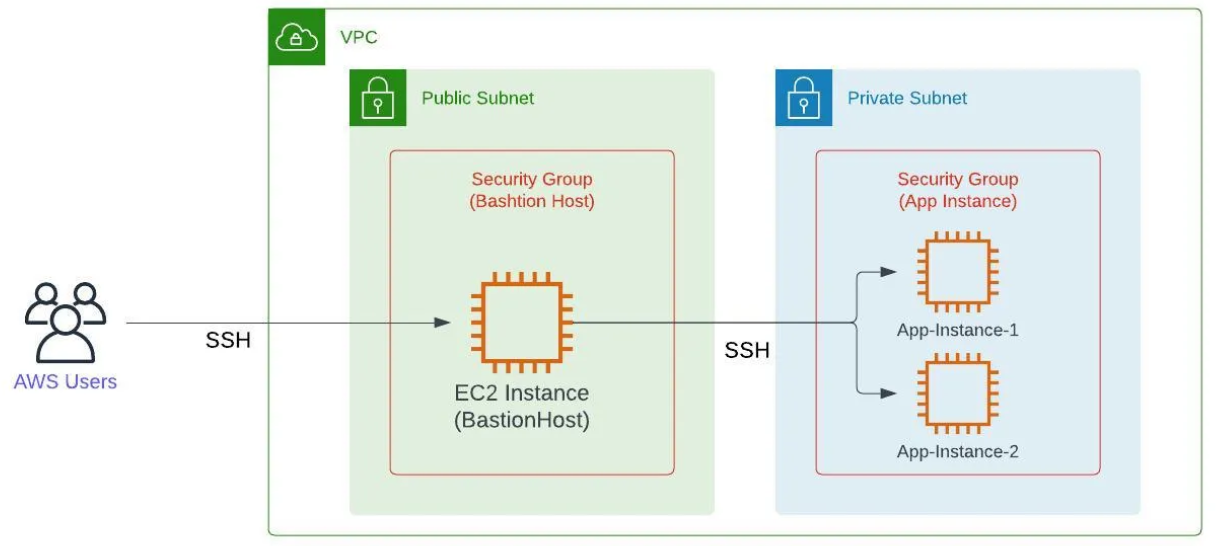 VPC
Public Subnet
Private Subnet
Security Group
(Bashtion Host)
Security Group
(App Instance)
App-Instance-1
SSH
SSH
AWS Users
EC2 Instance
(BastionHost)
App-Instance-2